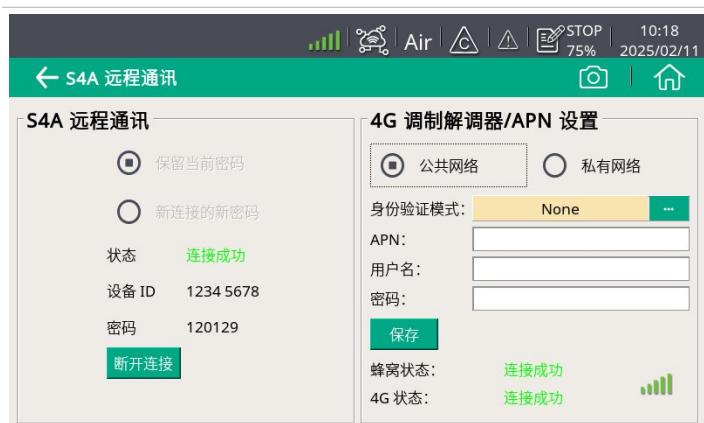 Air
C
STOP
75%
10:18
2025/02/11
S4A 远程通讯
S4A 远程通讯
保留当前密码
新连接的新密码
状态 连接成功
设备 ID 1234 5678
密码 120129
断开连接
4G 调制解调器/APN 设置
公共网络 私有网络
身份验证模式: None ...
APN:
用户名:
密码:
保存
蜂窝状态: 连接成功
4G 状态: 连接成功